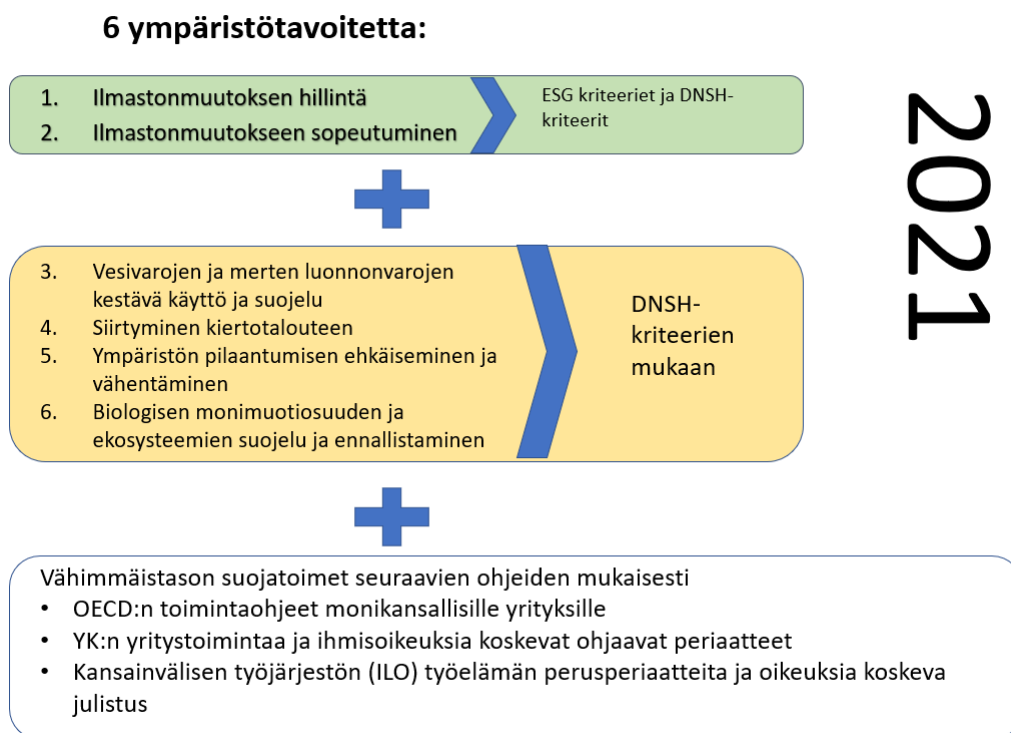 6 ympäristötavoitetta:
1. Ilmastonmuutoksen hillintä
2. Ilmastonmuutokseen sopeutuminen
ESG kriteeriet ja DNSH-
kriteerit
2021
3. Vesivarojen ja merten luonnonvarojen
kestävä käyttö ja suojelu
4. Siirtyminen kiertotalouteen
5. Ympäristön pilaantumisen ehkäiseminen ja
vähentäminen
6. Biologisen monimuotiosuuden ja
ekosysteemien suojelu ja ennallistaminen
DNSH-
kriteerien
mukaan
Vähimmäistason suojatoimet seuraavien ohjeiden mukaisesti
• OECD:n toimintaohjeet monikansallisille yrityksille
• YK:n yritystoimintaa ja ihmisoikeuksia koskevat ohjaavat periaatteet
• Kansainvälisen työjärjestön (ILO) työelämän perusperiaatteita ja oikeuksia koskeva
julistus